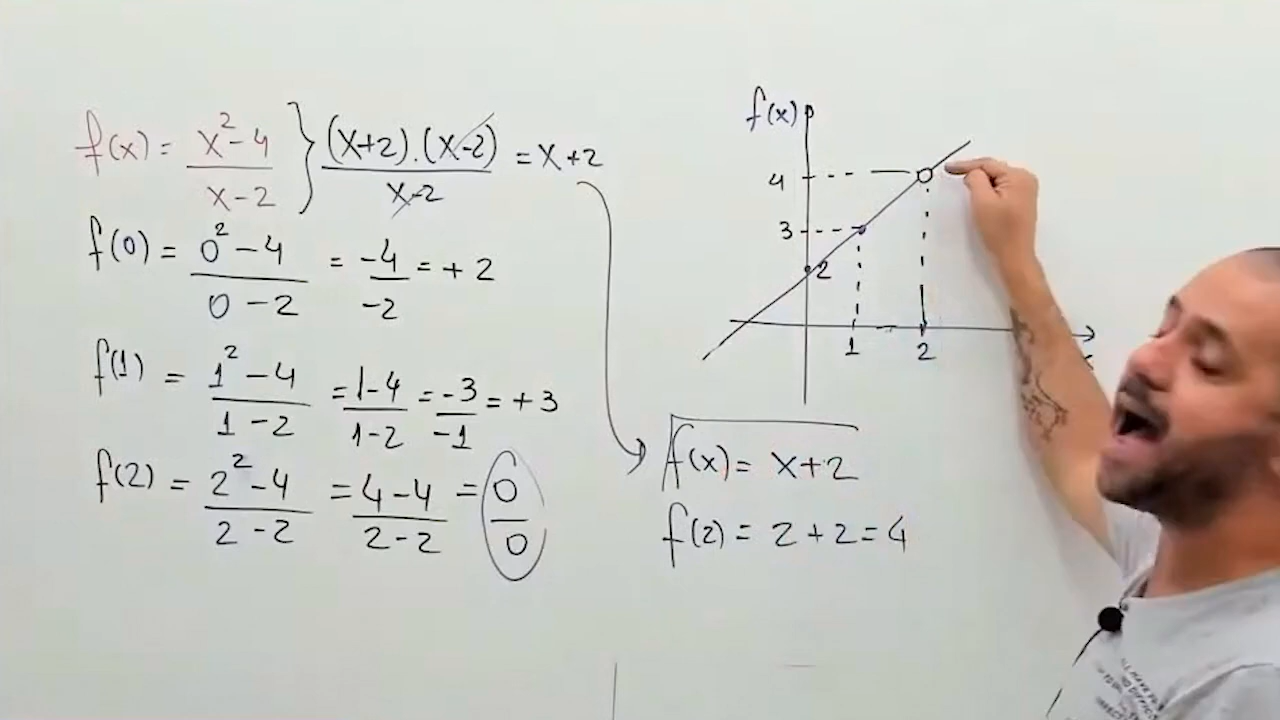 f(x) = x²-4 / x-2 } (x+2).(x-2) / x-2 = x+2
f(0) = 0²-4 / 0-2 = -4 / -2 = +2
f(1) = 1²-4 / 1-2 = 1-4 / 1-2 = -3 / -1 = +3
f(2) = 2²-4 / 2-2 = 4-4 / 2-2 = 0 / 0
f(x)
4
3
2
1 2
f(x) = x+2
f(2) = 2+2=4